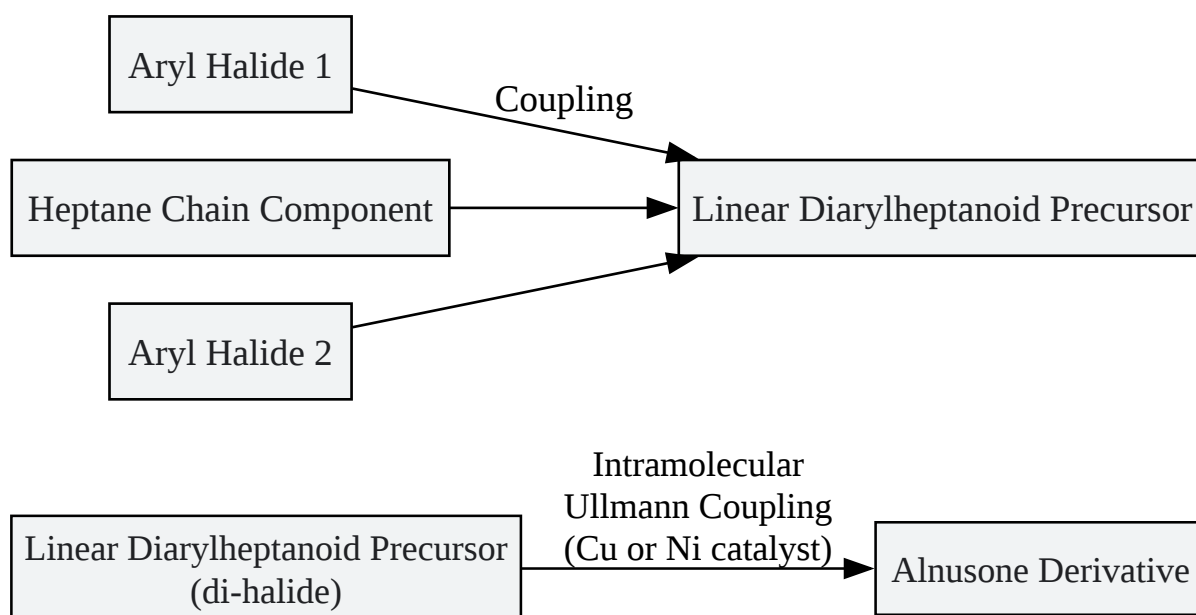 Aryl Halide 1
Coupling
Heptane Chain Component
Linear Diarylheptanoid Precursor
Aryl Halide 2
Intramolecular
Ullmann Coupling
(Cu or Ni catalyst)
Linear Diarylheptanoid Precursor
(di-halide)
Alnusone Derivative